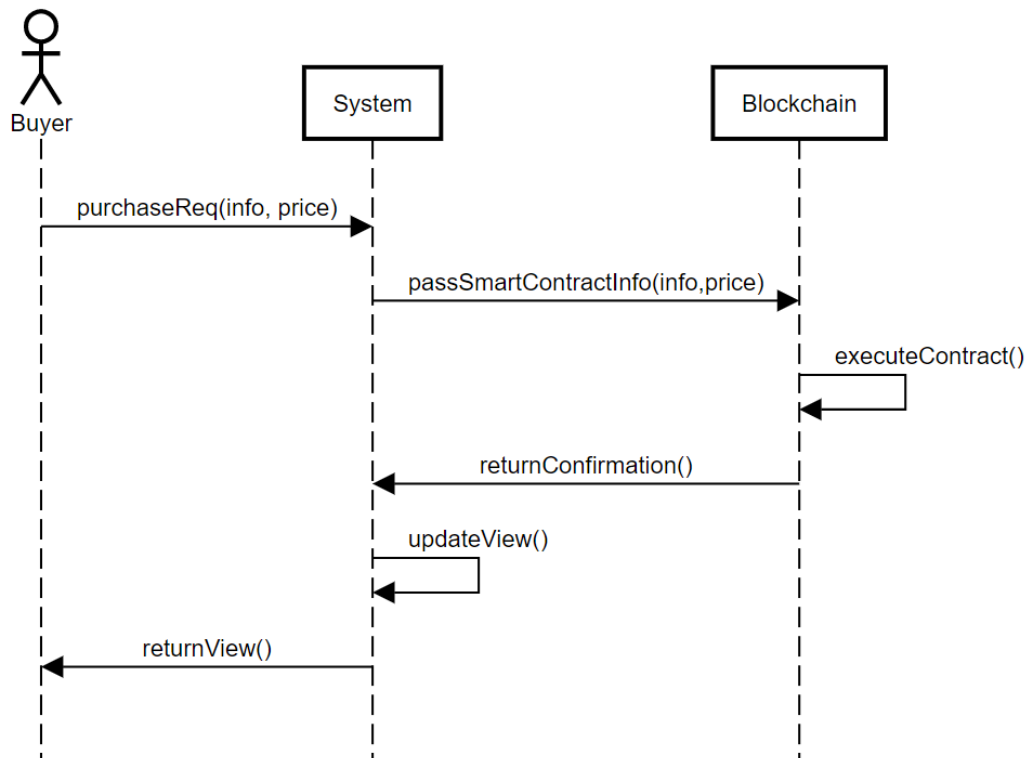 Buyer
System
Blockchain
purchaseReq(info, price)
passSmartContractInfo(info,price)
executeContract()
returnConfirmation()
updateView()
returnView()